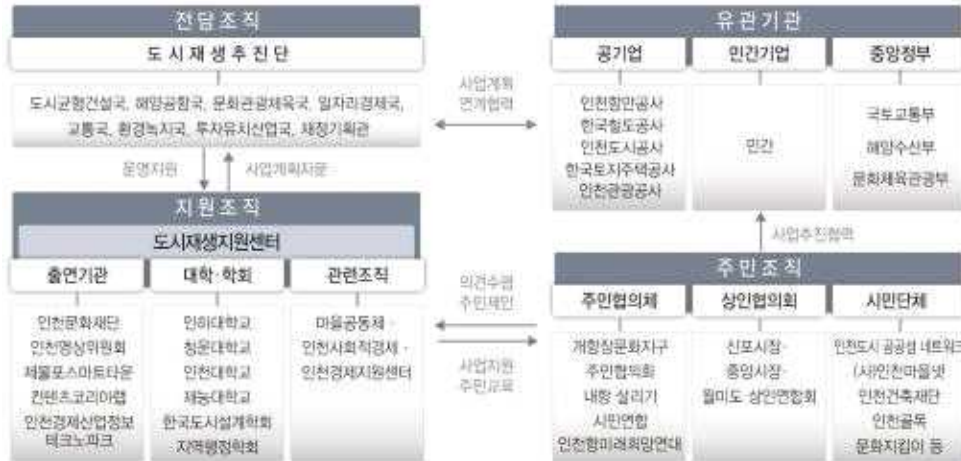 전담조직
도시재생추진단
도시균형건설국, 해양공항국, 문화관광체육국, 일자리경제국,
교통국, 환경녹지국, 투자유치산업국, 재정기획관
운영지원
사업계획자문
지원조직
도시재생지원센터
출연기관
인천문화재단
인천영상위원회
제물포스마트타운
컨텐츠코리아랩
인천경제산업정보
테크노파크
대학·학회
인하대학교
청운대학교
인천대학교
재능대학교
한국도시설계학회
지역행정학회
관련조직
마을공동체·
인천사회적경제·
인천경제지원센터
사업계획
연계협력
의견수렴
주민제안
사업지원
주민교육
유관기관
공기업
인천항만공사
한국철도공사
인천도시공사
한국토지주택공사
인천관광공사
민간기업
민간
중앙정부
국토교통부
해양수산부
문화체육관광부
사업추진협력
주민조직
주민협의체
개항장문화지구
주민협의회
내항 살리기
시민연합
인천항미래희망연대
상인협의회
신포시장·
중앙시장·
월미도 상인연합회
시민단체
인천도시 공공성 네트워크
(사)인천마을넷
인천건축재단
인천골목
문화지킴이 등